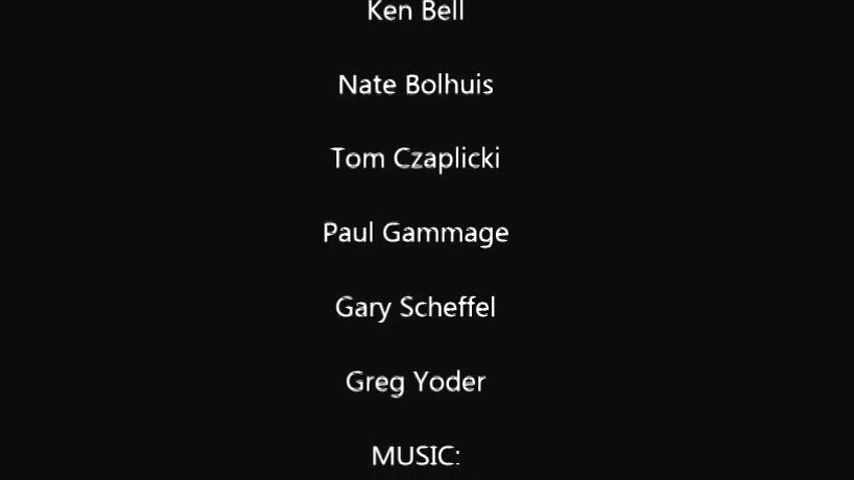 Ken Bell
Nate Bolhuis
Tom Czaplicki
Paul Gammage
Gary Scheffel
Greg Yoder
MUSIC: